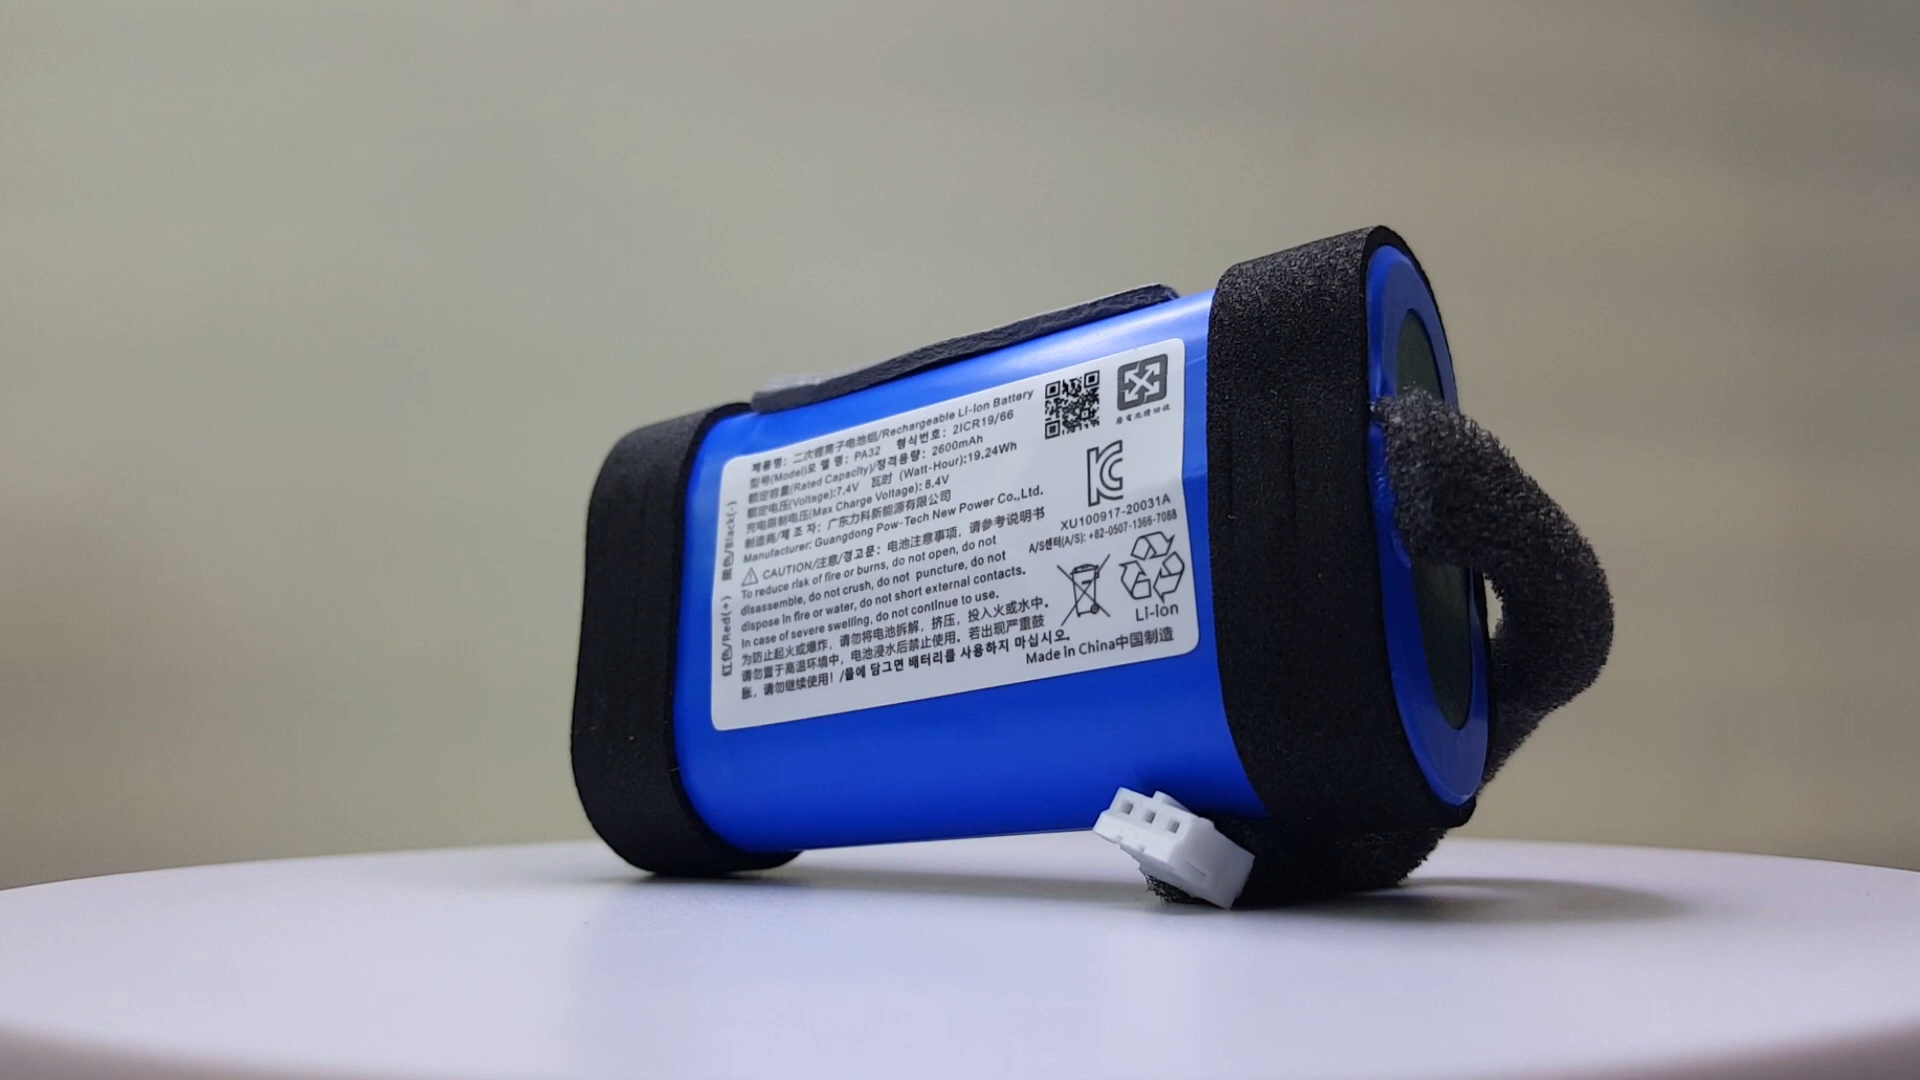 제품명: 二次锂离子电池组/Rechargeable Li-Ion Battery
型号(Model)모 델 명: PA32 형식번호: 2ICR19/66
额定容量(Rated Capacity)/정격용량: 2600mAh
额定电压(Voltage):7.4V 瓦时 (Watt-Hour):19.24Wh
充电限制电压(Max Charge Voltage): 8.4V
制造商/제 조 자: 广东力科新能源有限公司
Manufacturer: Guangdong Pow-Tech New Power Co.,Ltd.
CAUTION/注意/경고문: 电池注意事项，请参考说明书
To reduce risk of fire or burns, do not open, do not
disassemble, do not crush, do not puncture, do not
dispose in fire or water, do not short external contacts.
In case of severe swelling, do not continue to use.
为防止起火或爆炸，请勿将电池拆解，挤压，投入火或水中。
请勿置于高温环境中，电池浸水后禁止使用。若出现严重鼓
胀，请勿继续使用！/물에 담그면 배터리를 사용하지 마십시오.
红色/Red(+) 黑色/Black(-)
廢電池請回收
XU100917-20031A
A/S센터(A/S): +82-0507-1366-7088
Li-ion
Made in China中国制造